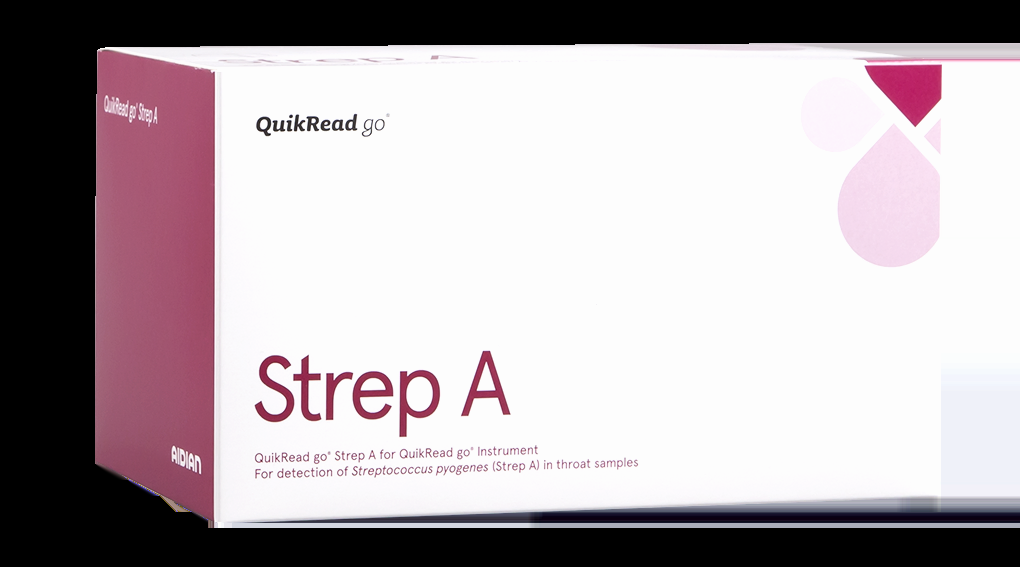 Strep A
QuikRead go® Strep A
QuikRead go®
Strep A
QuikRead go® Strep A for QuikRead go® Instrument
For detection of Streptococcus pyogenes (Strep A) in throat samples
AIDIAN